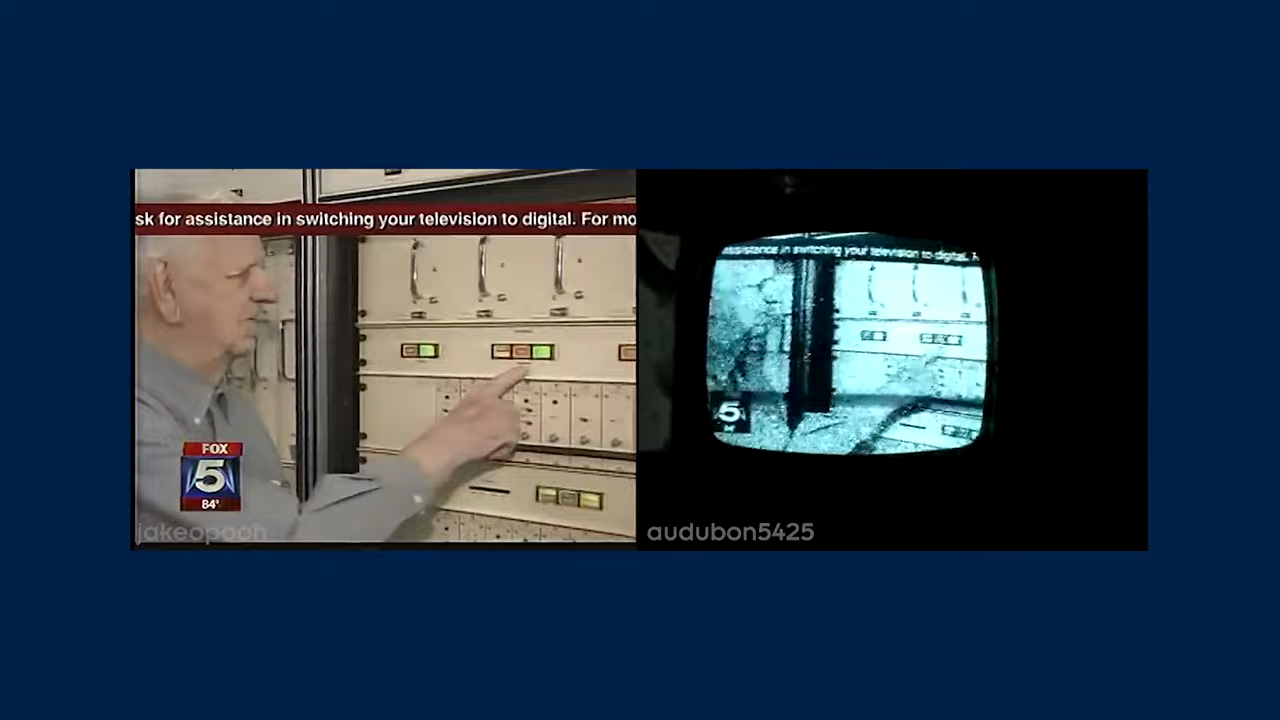 sk for assistance in switching your television to digital. For mo
ssistance in switching your television to digital. F
FOX
5
84°
5
jakeopooh
audubon5425